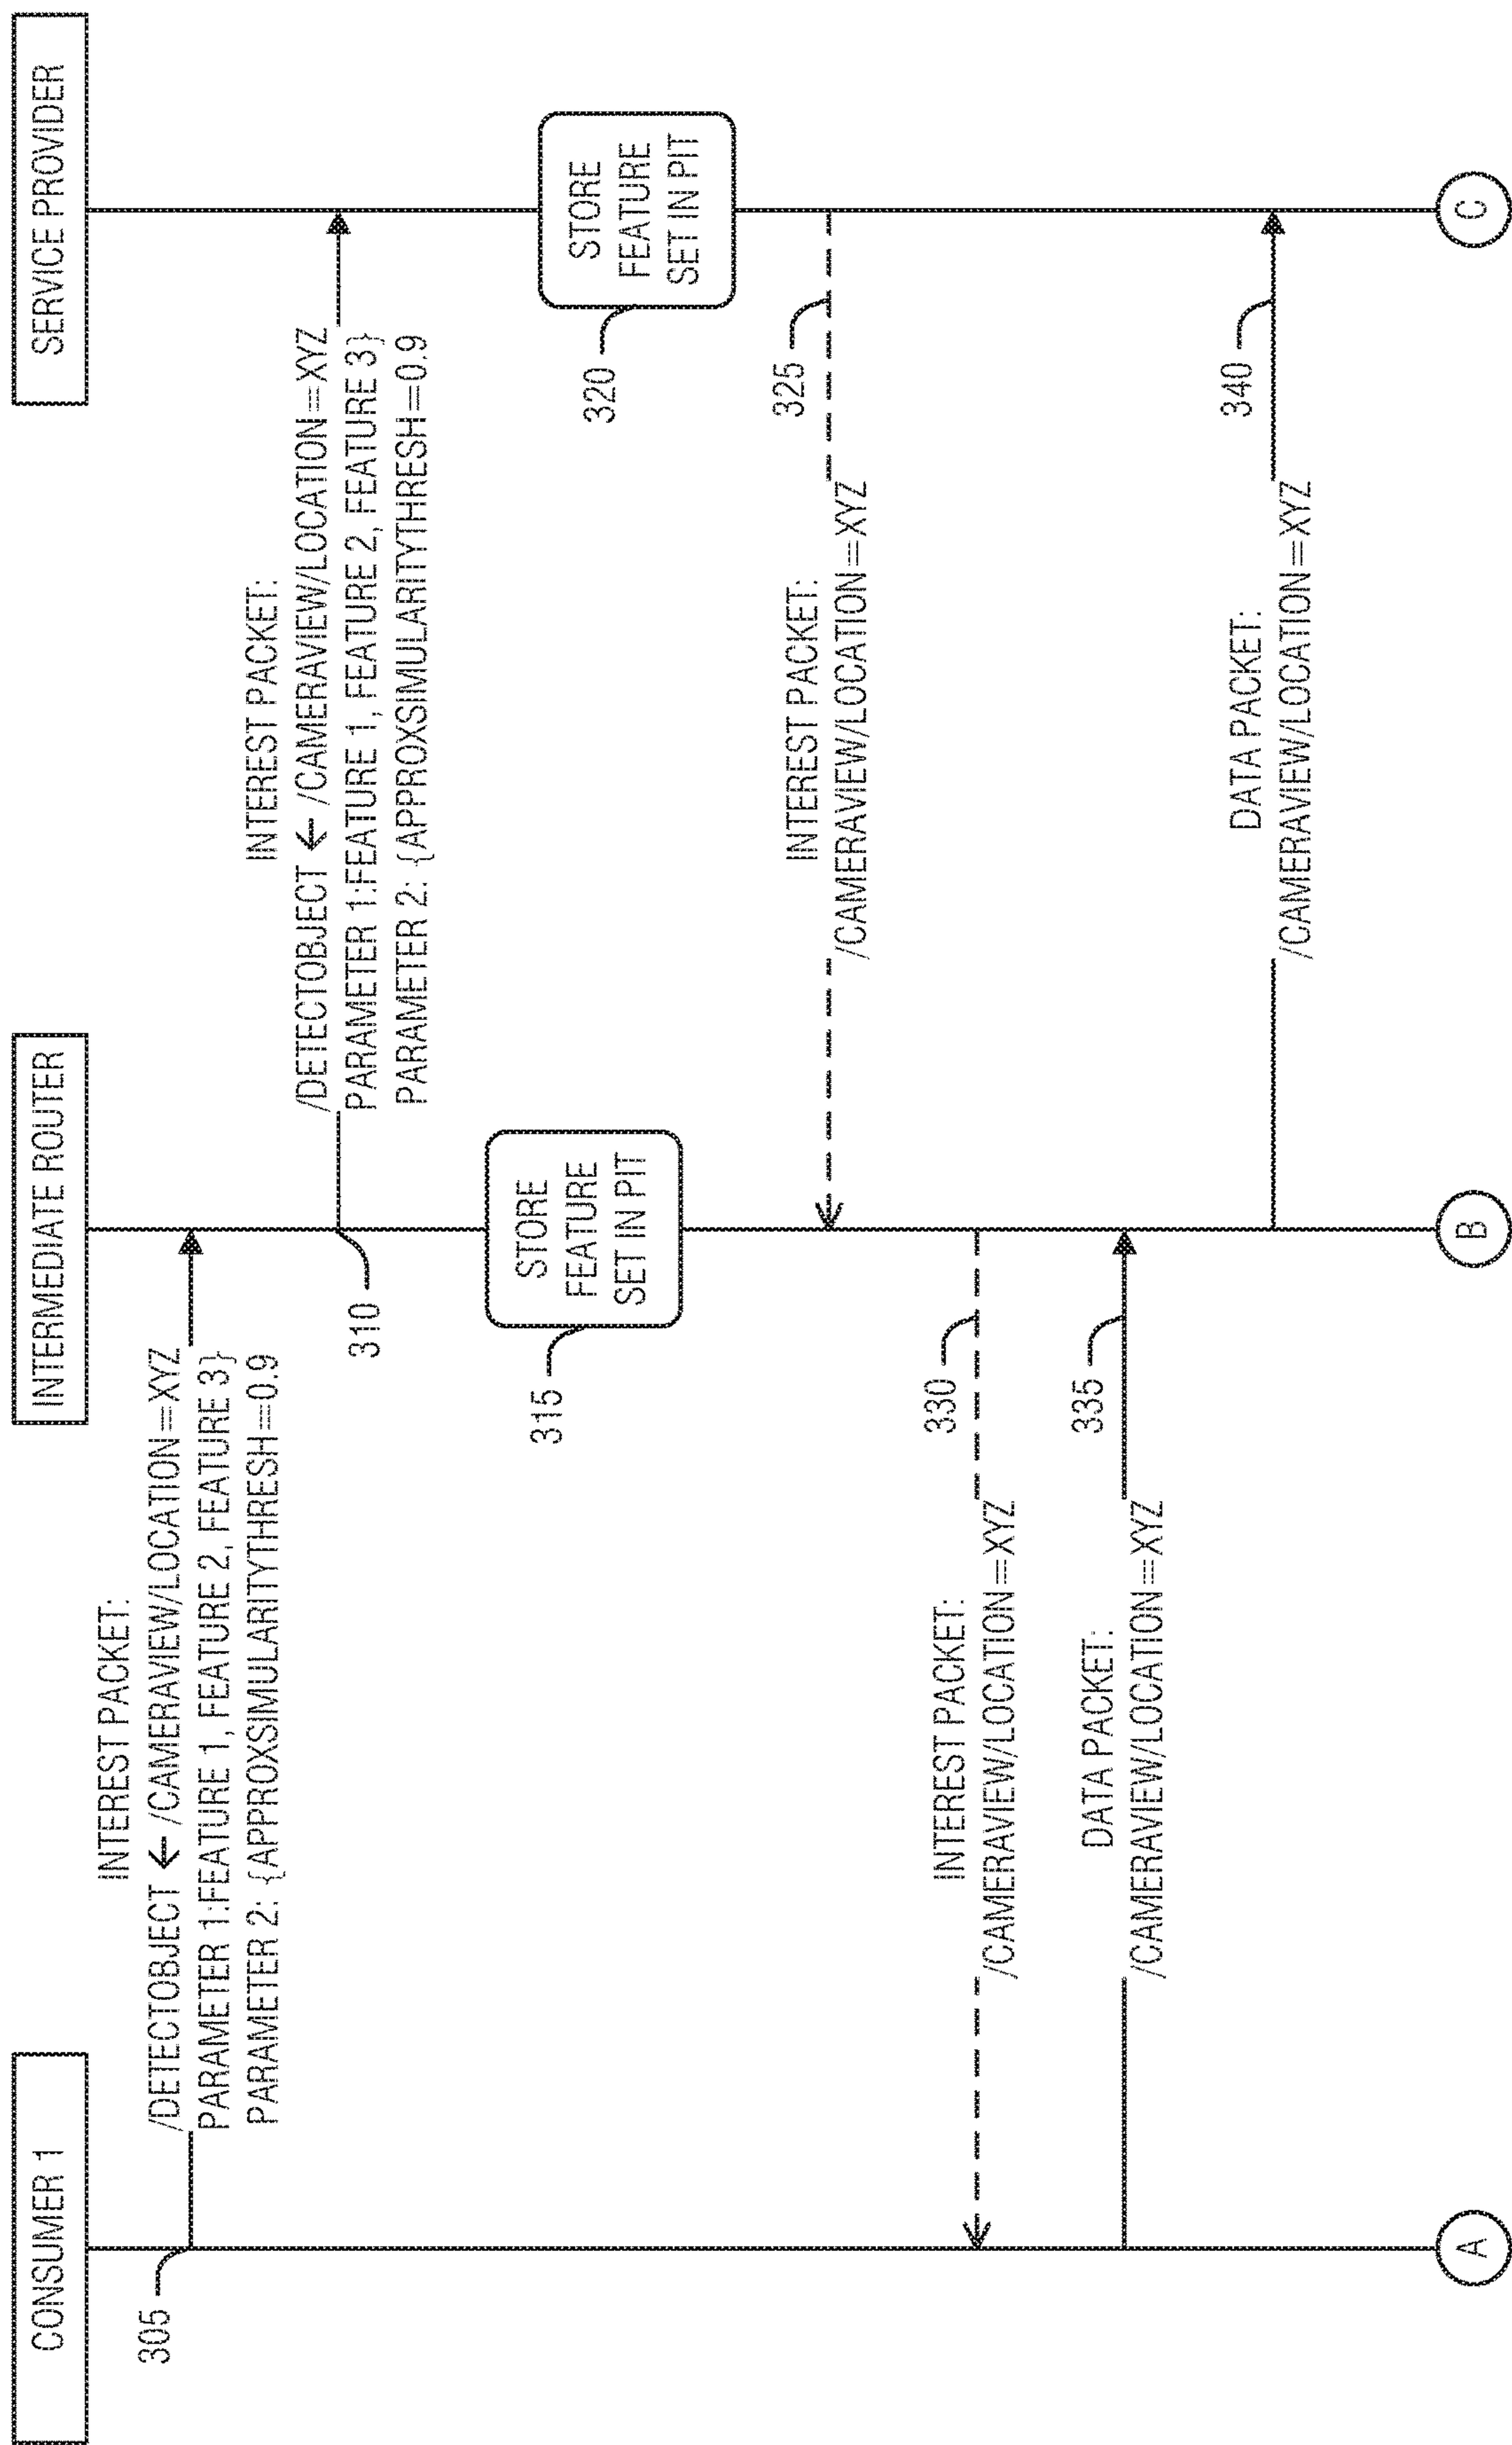 CONSUMER 1
INTERMEDIATE ROUTER
SERVICE PROVIDER
305
INTEREST PACKET:
/DETECTOBJECT ← /CAMERAVIEW/LOCATION=XYZ
PARAMETER 1:FEATURE 1, FEATURE 2, FEATURE 3}
PARAMETER 2: {APPROXSIMULARITYTHRESH=0.9
310
INTEREST PACKET:
/DETECTOBJECT ← /CAMERAVIEW/LOCATION=XYZ
PARAMETER 1:FEATURE 1, FEATURE 2, FEATURE 3}
PARAMETER 2: {APPROXSIMULARITYTHRESH=0.9
315
STORE
FEATURE
SET IN PIT
320
STORE
FEATURE
SET IN PIT
325
INTEREST PACKET:
/CAMERAVIEW/LOCATION=XYZ
330
INTEREST PACKET:
/CAMERAVIEW/LOCATION=XYZ
335
DATA PACKET:
/CAMERAVIEW/LOCATION=XYZ
340
DATA PACKET:
/CAMERAVIEW/LOCATION=XYZ
A
B
C